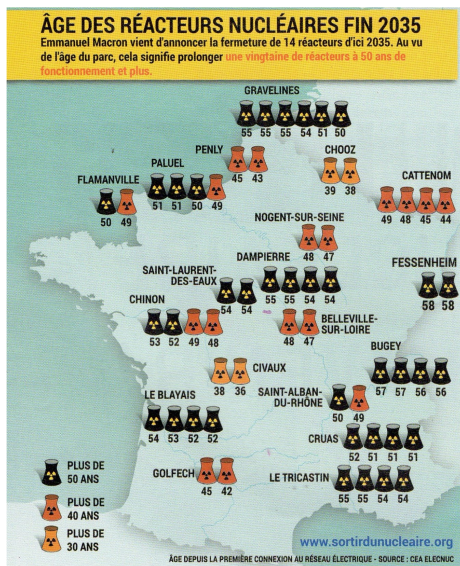 ÂGE DES RÉACTEURS NUCLÉAIRES FIN 2035
Emmanuel Macron vient d'annoncer la fermeture de 14 réacteurs d'ici 2035. Au vu
de l'âge du parc, cela signifie prolonger une vingtaine de réacteurs à 50 ans de
fonctionnement et plus.
GRAVELINES
55 55 55 54 51 50
PENLY
45 43
CHOOZ
39 38
PALUEL
51 51 50 49
FLAMANVILLE
50 49
CATTENOM
49 48 45 44
NOGENT-SUR-SEINE
48 47
DAMPIERRE
55 55 54 54
FESSENHEIM
58 58
SAINT-LAURENT-
DES-EAUX
54 54
CHINON
53 52 49 48
BELLEVILLE-
SUR-LOIRE
48 47
BUGEY
57 57 56 56
CIVAUX
38 36
SAINT-ALBAN-
DU-RHÔNE
50 49
LE BLAYAIS
54 53 52 52
CRUAS
52 51 51 51
GOLFECH
45 42
LE TRICASTIN
55 55 54 54
PLUS DE
50 ANS
PLUS DE
40 ANS
PLUS DE
30 ANS
www.sortirdunucleaire.org
ÂGE DEPUIS LA PREMIÈRE CONNEXION AU RÉSEAU ÉLECTRIQUE - SOURCE : CEA ELECNUC